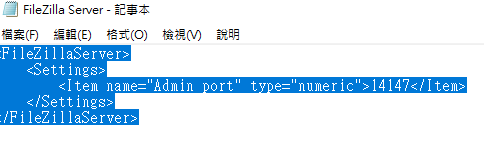 FileZilla Server - 記事本
檔案(F) 編輯(E) 格式(O) 檢視(V) 說明
<FileZillaServer>
<Settings>
<Item name="Admin port" type="numeric">14147</Item>
</Settings>
</FileZillaServer>